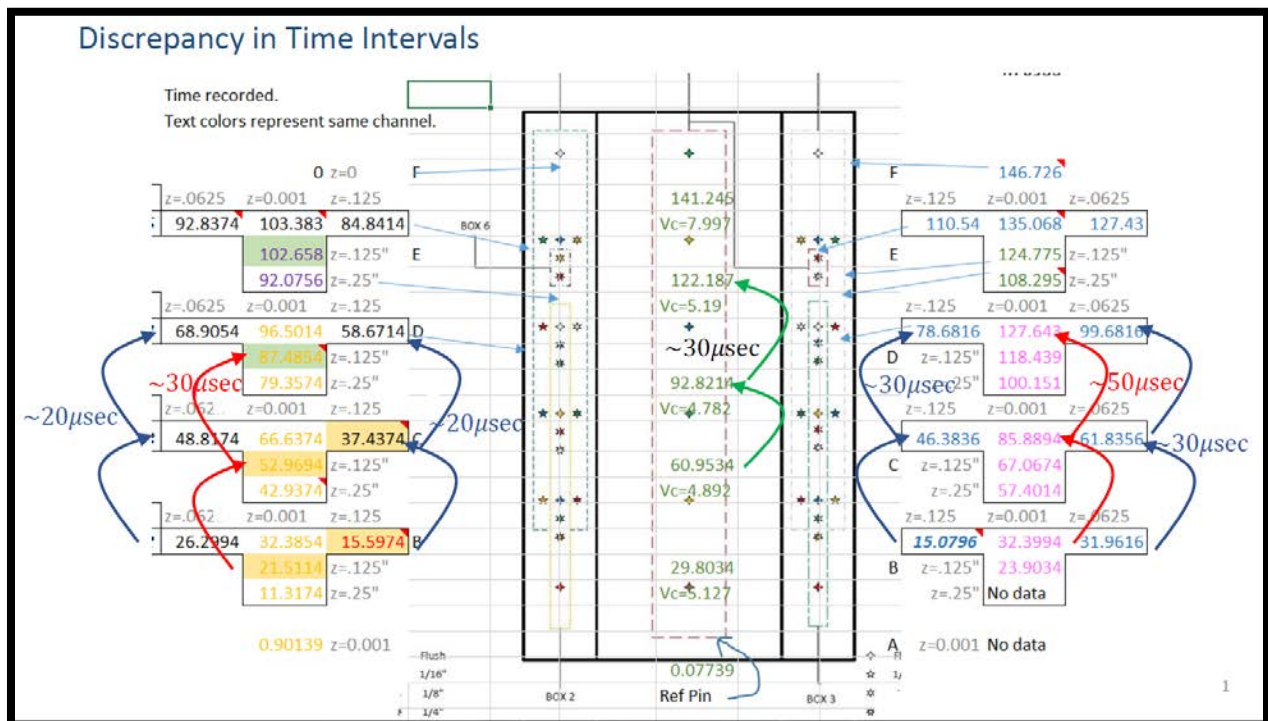 Discrepancy in Time Intervals
Time recorded.
Text colors represent same channel.
0 z=0 F
z=.0625 z=0.001 z=.125
92.8374 103.383 84.8414
102.658 z=.125" E
92.0756 z=.25"
z=.0625 z=0.001 z=.125
68.9054 96.5014 58.6714 D
87.4854 z=.125"
79.3574 z=.25"
z=0.001 z=.125
48.8174 66.6374 37.4374 C
52.9694 z=.125"
42.9374 z=.25"
z=0.001 z=.125
26.2994 32.3854 15.5974 B
21.5114 z=.125"
11.3174 z=.25"
0.90139 z=0.001
~20μsec
~30μsec
~20μsec
BOX 6
141.245
Vc=7.997
122.187
Vc=5.19
~30μsec
92.8214
Vc=4.782
60.9534
Vc=4.892
29.8034
Vc=5.127
0.07739
Ref Pin
Flush
1/16"
1/8"
1/4"
BOX 2
BOX 3
F 146.726
z=.125 z=0.001 z=.0625
110.54 135.068 127.43
E 124.775 z=.125"
108.295 z=.25"
z=.125 z=0.001 z=.0625
78.6816 127.643 99.6816
D z=.125" 118.439
100.151
z=.125 z=0.001 z=.0625
46.3836 85.8894 61.8356
C z=.125" 67.0674
z=.25" 57.4014
z=.125 z=0.001 z=.0625
15.0796 32.3994 31.9616
B z=.125" 23.9034
z=.25" No data
A z=0.001 No data
~30μsec
~50μsec
~30μsec
1